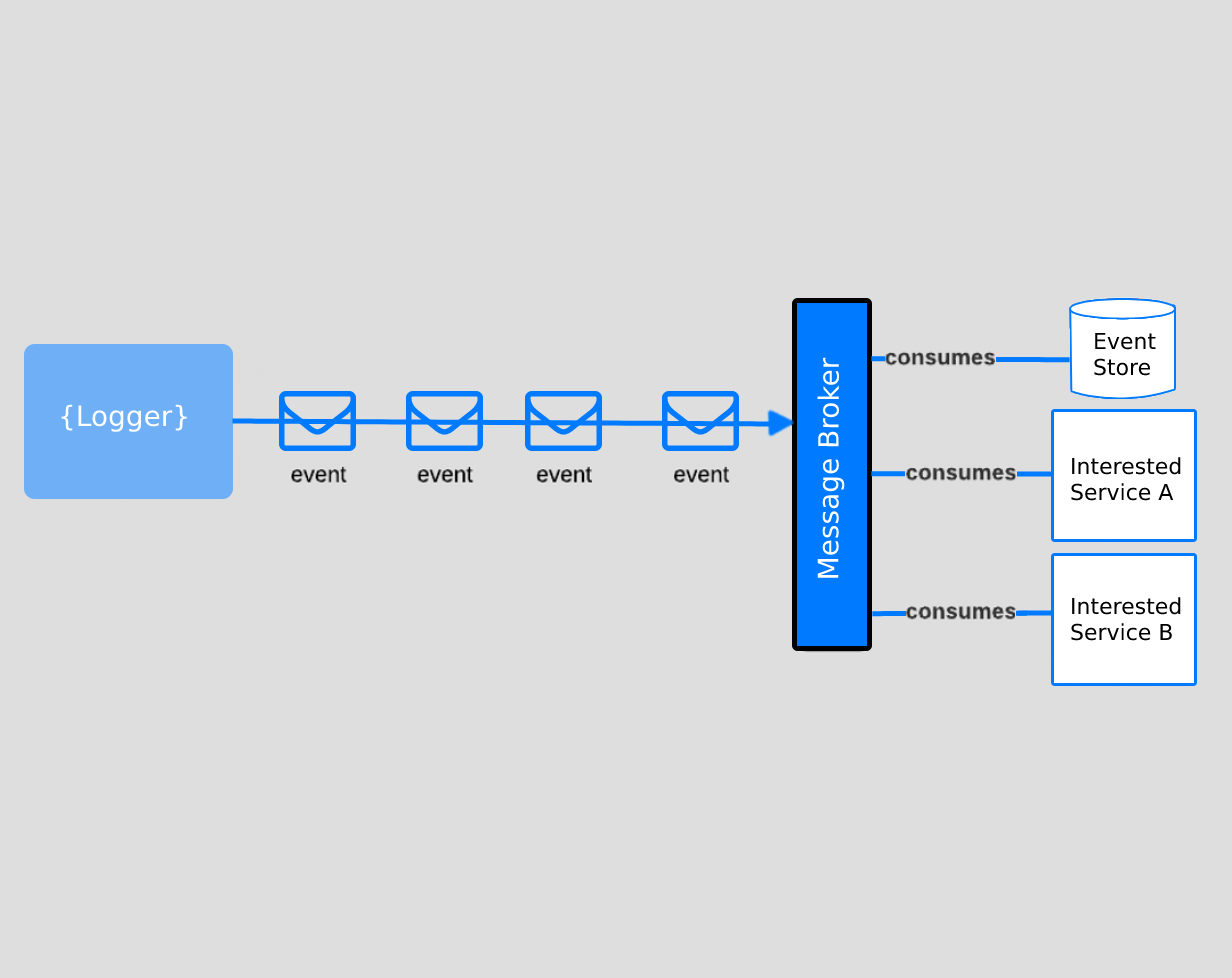 {Logger}
event
event
event
event
Message Broker
consumes
Event
Store
consumes
Interested
Service A
consumes
Interested
Service B